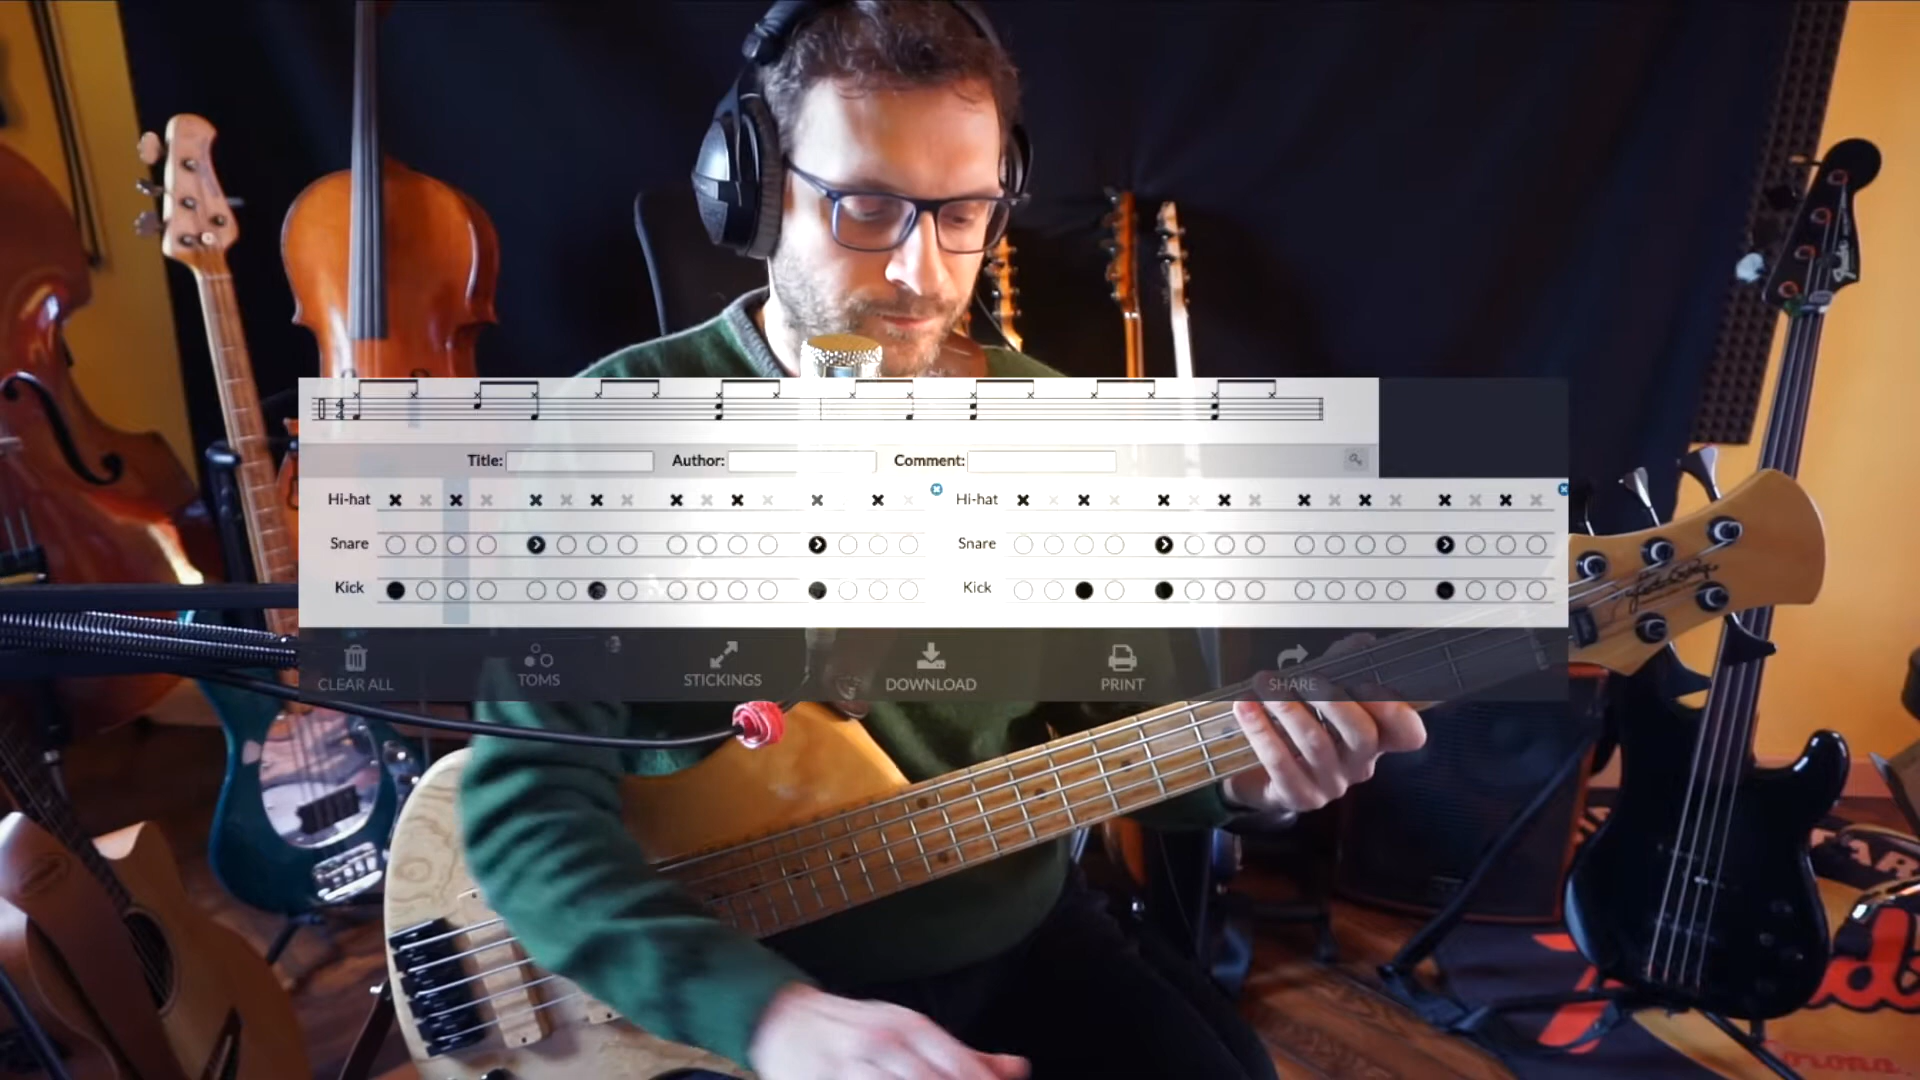 Title: Author: Comment:
Hi-hat Hi-hat
Snare Snare
Kick Kick
CLEAR ALL TOMS STICKINGS DOWNLOAD PRINT SHARE